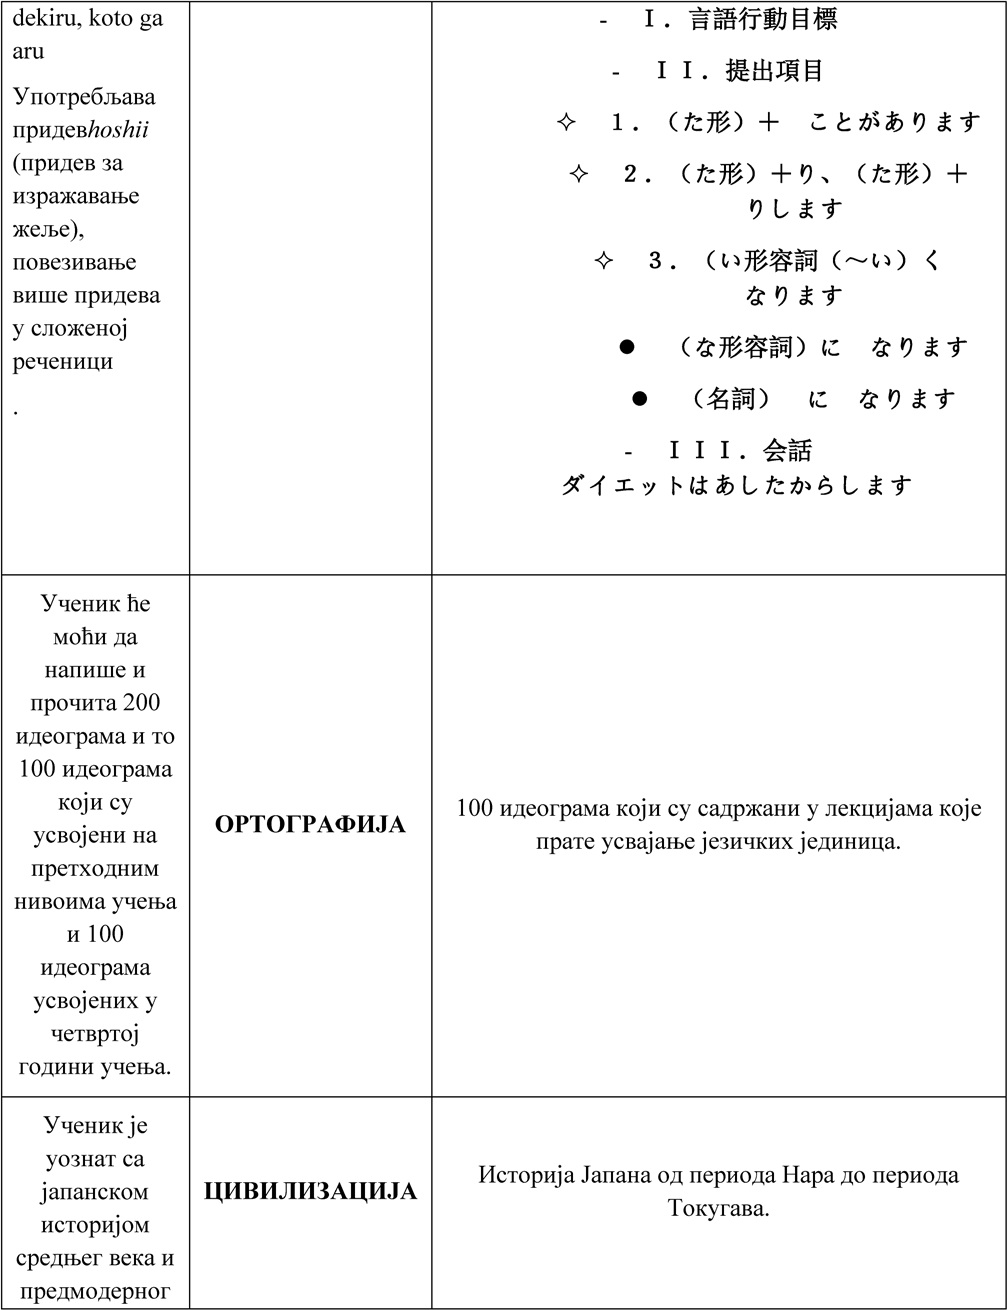 dekiru, koto ga
aru
Употребљава
придевhoshii
(придев за
изражавање
жеље),
повезивање
више придева
у сложеној
реченици
.
- Ｉ．言語行動目標
- ＩＩ．提出項目
✧ １．（た形）＋　ことがあります
✧ ２．（た形）＋り、（た形）＋
りします
✧ ３．（い形容詞（～い）く
なります
● （な形容詞）に　なります
● （名詞）　に　なります
- ＩＩＩ．会話
ダイエットはあしたからします
Ученик ће
моћи да
напише и
прочита 200
идеограма и то
100 идеограма
који су
усвојени на
претходним
нивоима учења
и 100
идеограма
усвојених у
четвртој
години учења.
ОРТОГРАФИЈА
100 идеограма који су садржани у лекцијама које
прате усвајање језичких јединица.
Ученик је
уознат са
јапанском
историјом
средњег века и
предмодерног
ЦИВИЛИЗАЦИЈА
Историја Јапана од периода Нара до периода
Токугава.